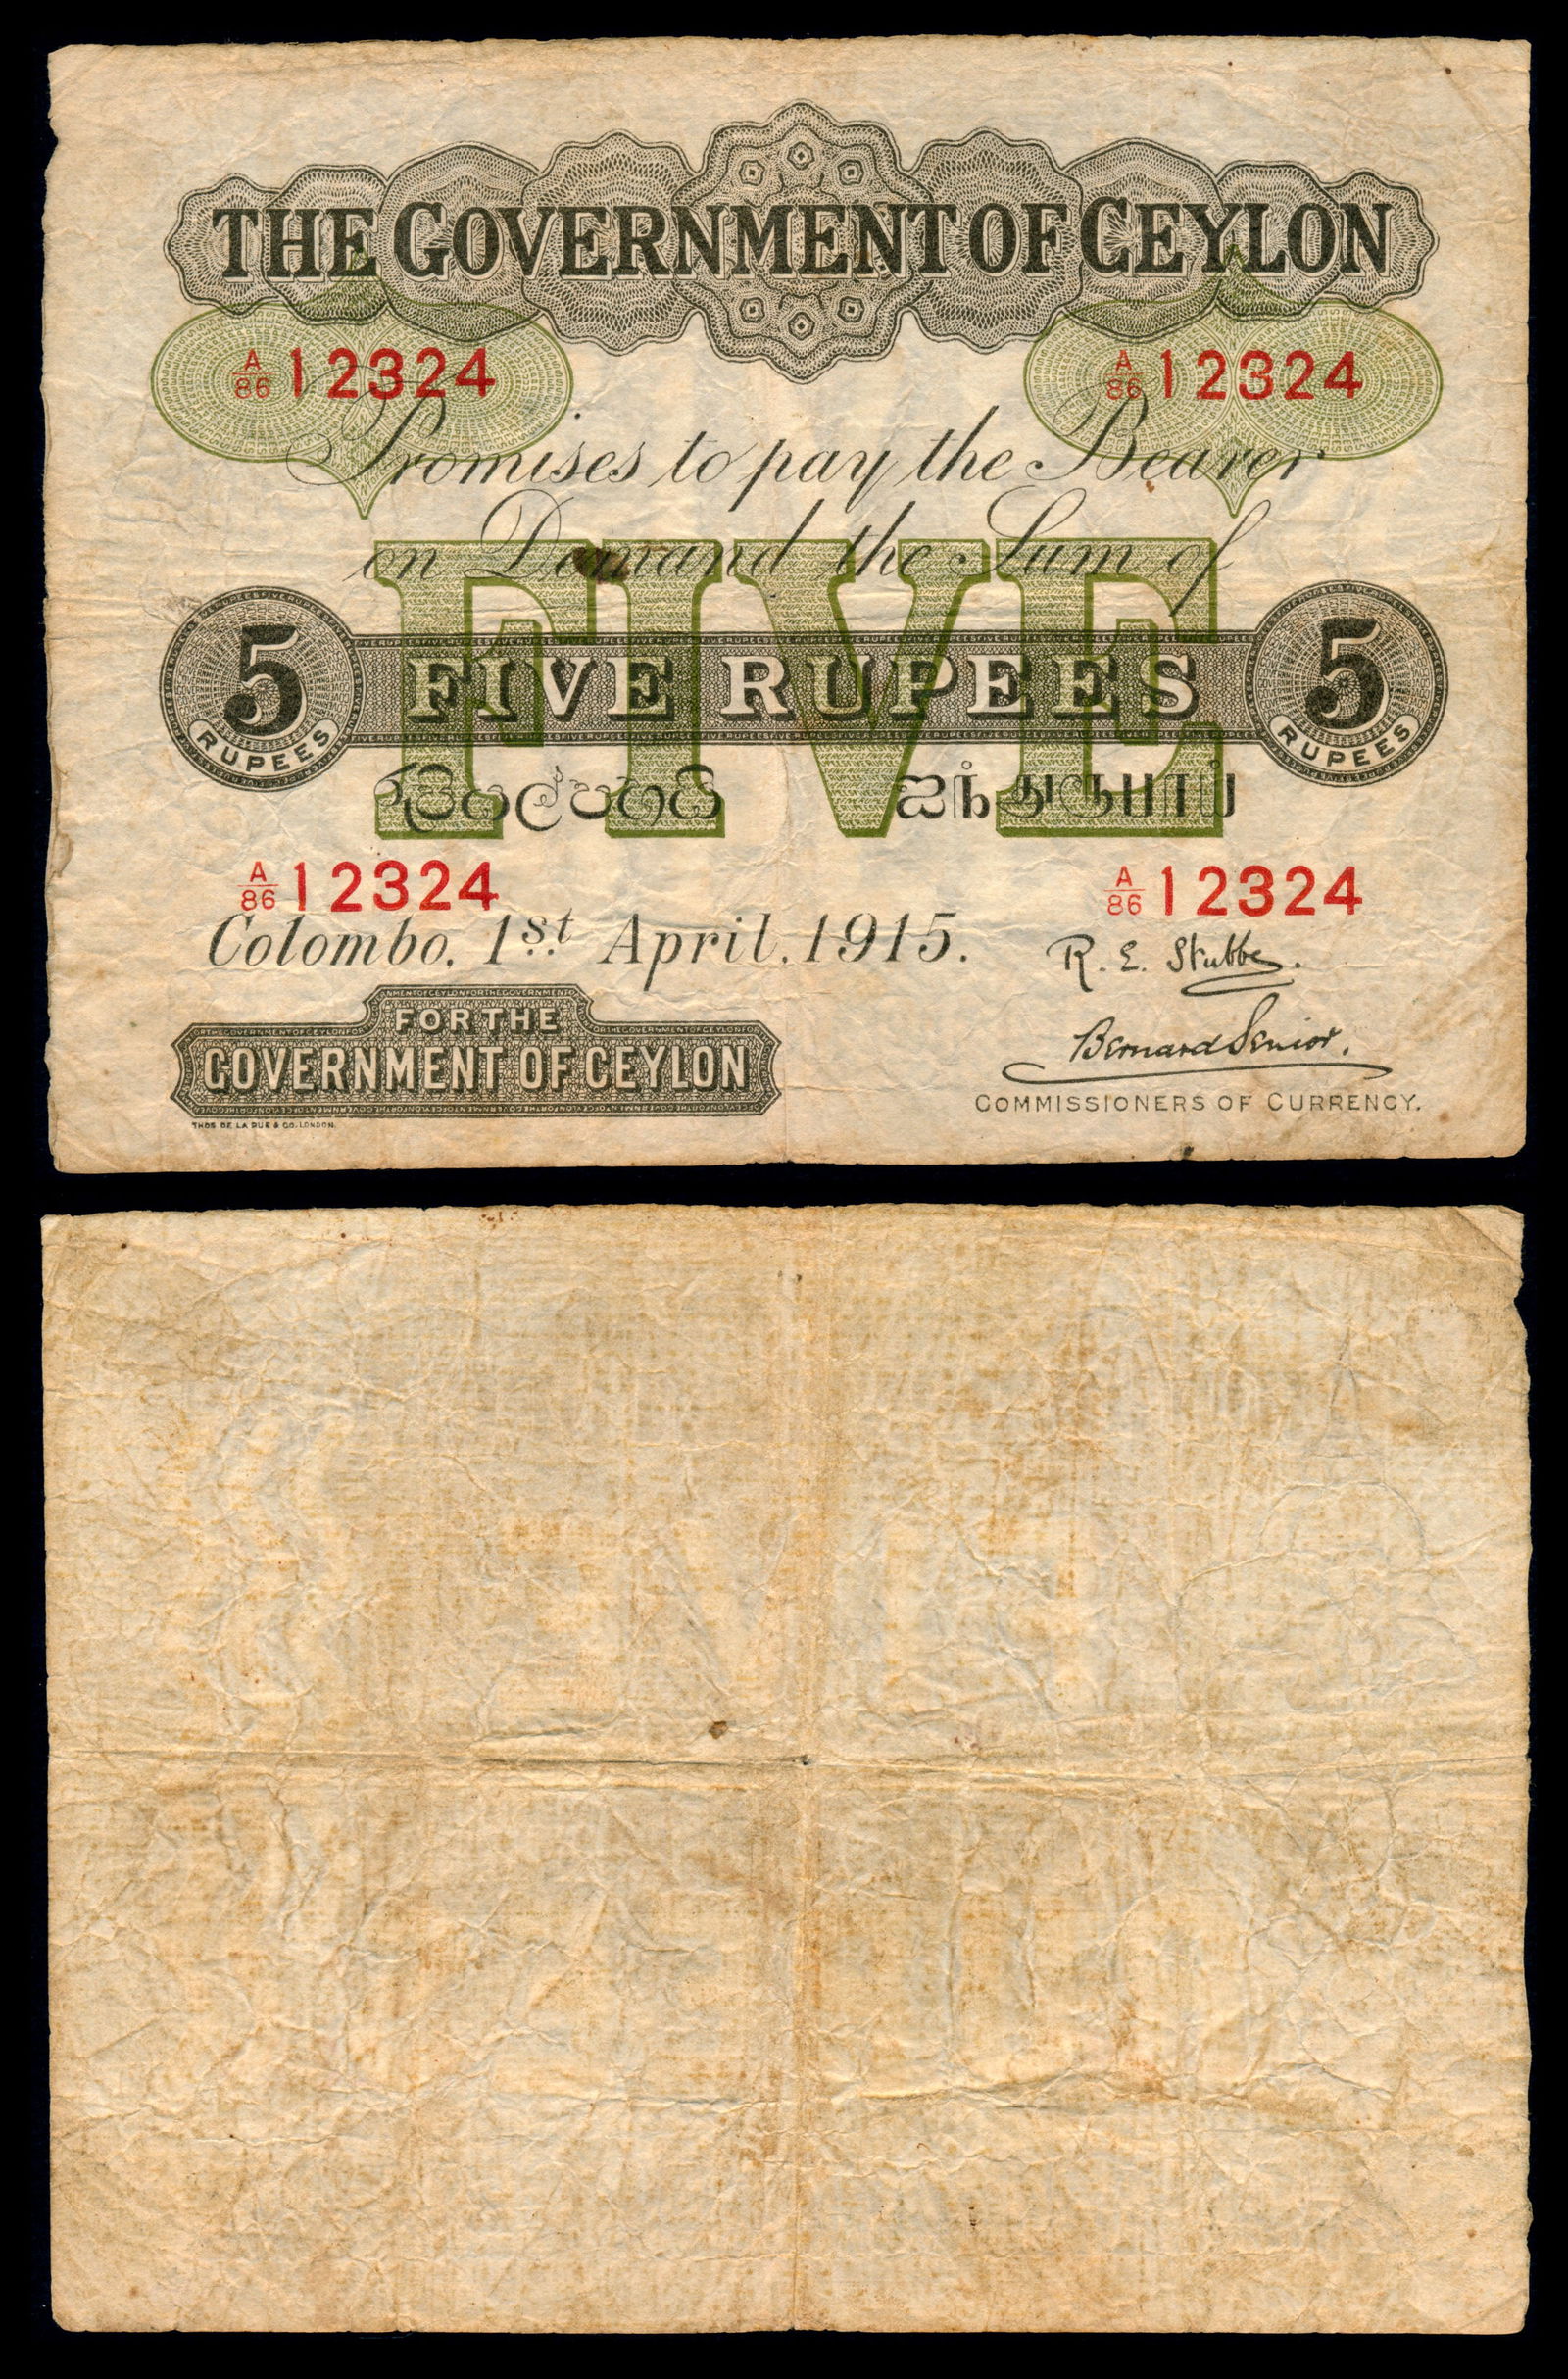 THE GOVERNMENT OF CEYLON
A/86 12324 A/86 12324
Promises to pay the Bearer
on Demand the Sum of
FIVE
5 RUPEES FIVE RUPEES 5 RUPEES
රුපියල් පහයි ஐந்து ரூபாய்
A/86 12324 A/86 12324
Colombo, 1st April, 1915.
R. E. Stubbs.
Bernard Senior.
COMMISSIONERS OF CURRENCY.
FOR THE
GOVERNMENT OF CEYLON
THOS DE LA RUE & CO. LONDON.